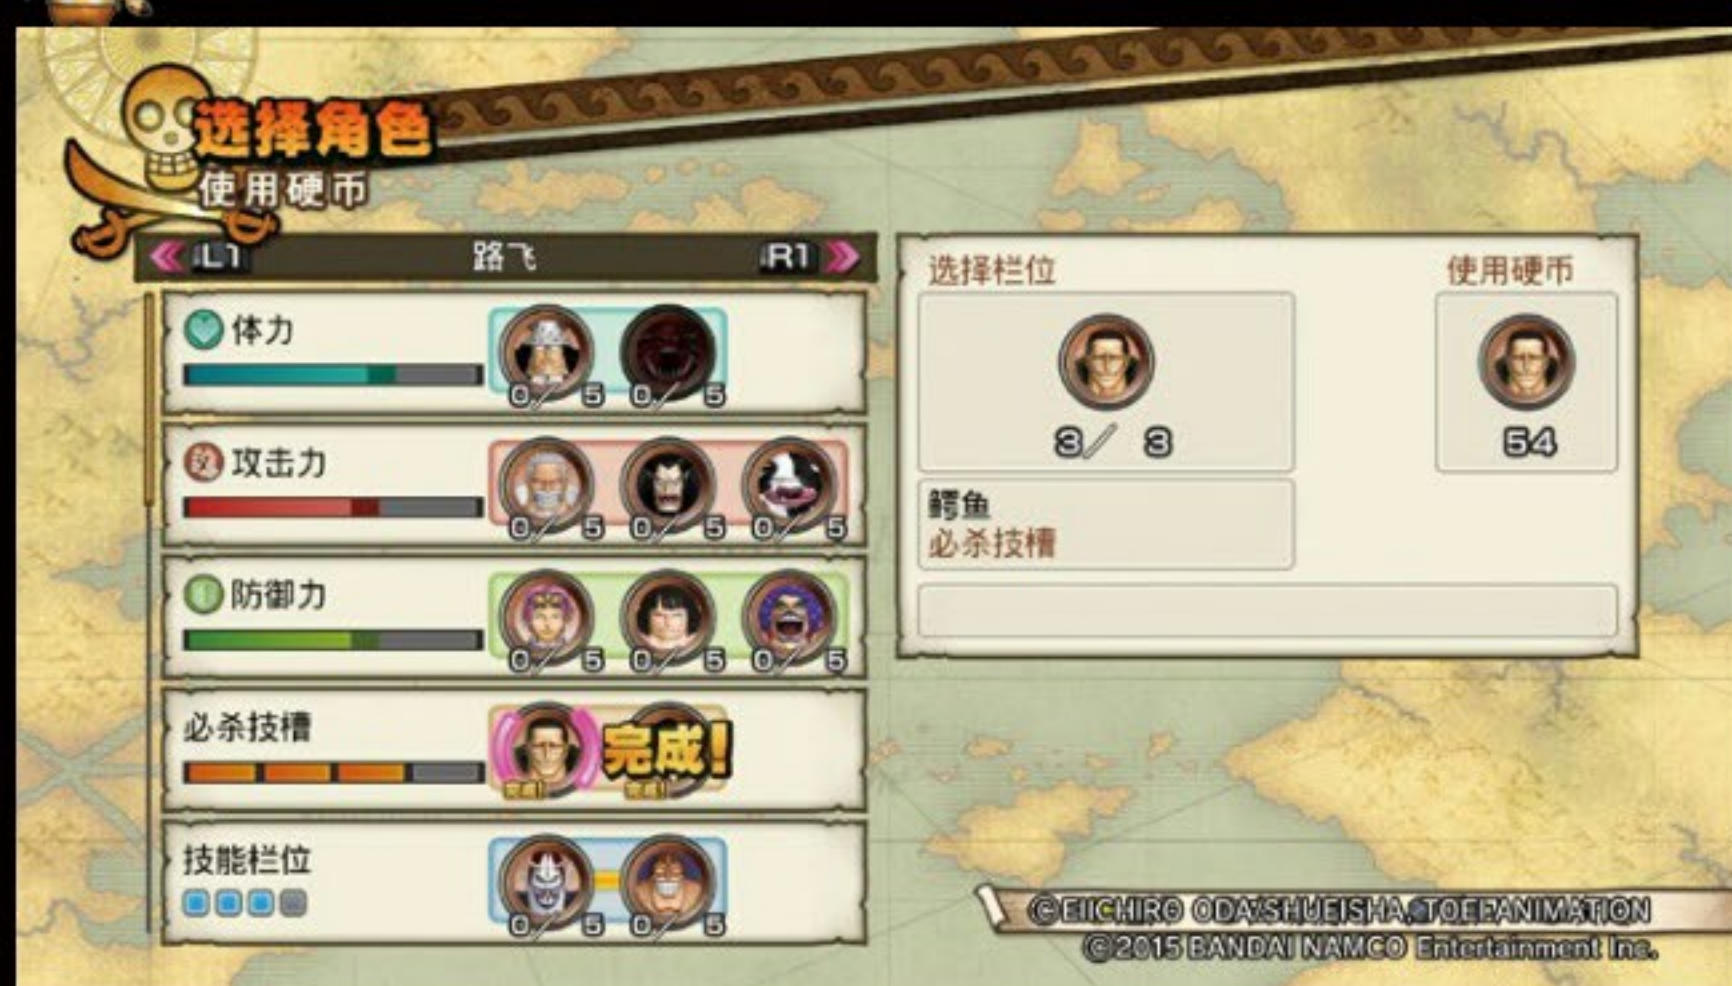 选择角色
使用硬币
L1 路飞 R1
体力
0/5 0/5
攻击力
0/5 0/5 0/5
防御力
0/5 0/5 0/5
必杀技槽
完成! 完成!
完成!
技能栏位
0/5 0/5
选择栏位 使用硬币
3/3 54
鳄鱼
必杀技槽
©EIICHIRO ODA/SHUEISHA, TOEI ANIMATION
©2015 BANDAI NAMCO Entertainment Inc.